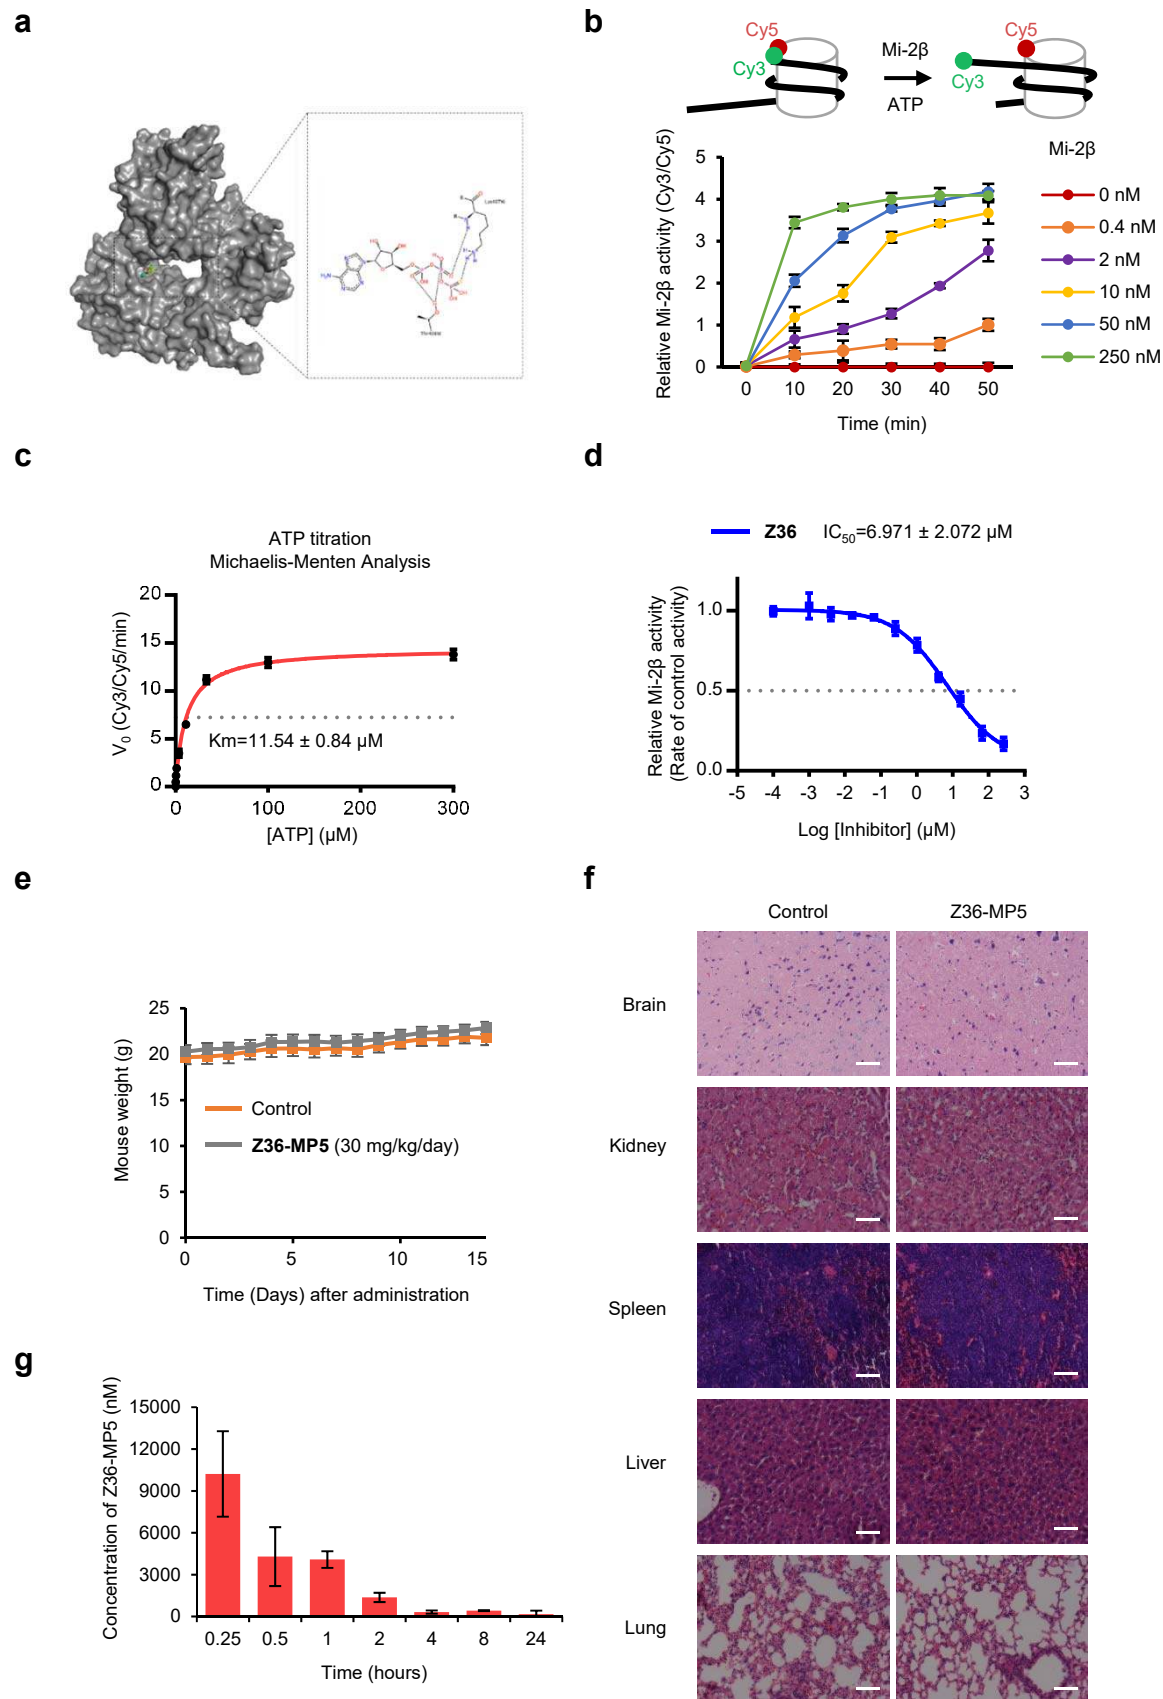 a
b
Cy5
Cy3
Mi-2β
ATP
Cy5
Cy3
Relative Mi-2β activity (Cy3/Cy5)
5
4
3
2
1
0
0 10 20 30 40 50
Time (min)
Mi-2β
0 nM
0.4 nM
2 nM
10 nM
50 nM
250 nM
c
ATP titration
Michaelis-Menten Analysis
V0 (Cy3/Cy5/min)
20
15
10
5
0
Km=11.54 ± 0.84 µM
0 100 200 300
[ATP] (µM)
d
Z36 IC50=6.971 ± 2.072 µM
Relative Mi-2β activity
(Rate of control activity)
1.0
0.5
0.0
-5 -4 -3 -2 -1 0 1 2 3
Log [Inhibitor] (µM)
e
Mouse weight (g)
25
20
15
10
5
0
Control
Z36-MP5 (30 mg/kg/day)
0 5 10 15
Time (Days) after administration
f
Control Z36-MP5
Brain
Kidney
Spleen
Liver
Lung
g
Concentration of Z36-MP5 (nM)
15000
12000
9000
6000
3000
0
0.25 0.5 1 2 4 8 24
Time (hours)